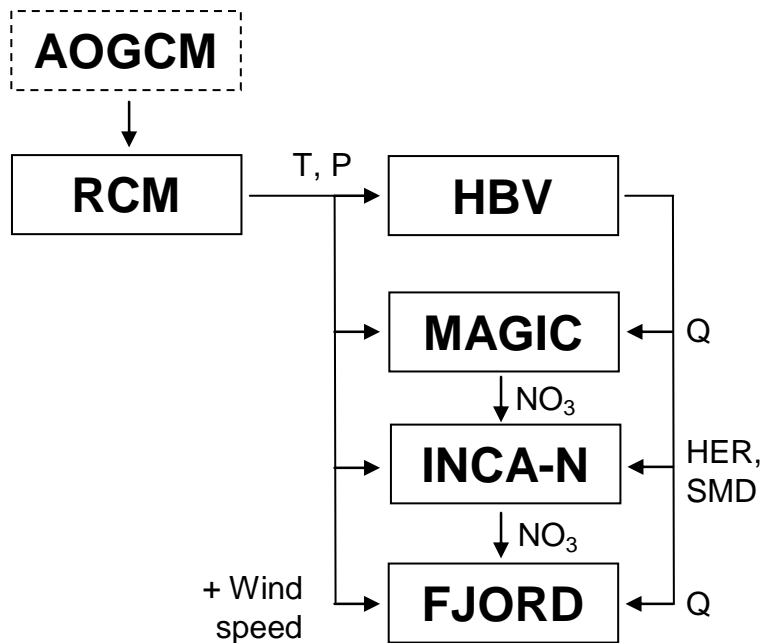 AOGCM
T, P
RCM
HBV
MAGIC
Q
NO₃
INCA-N
HER,
SMD
NO₃
+ Wind
speed
FJORD
Q